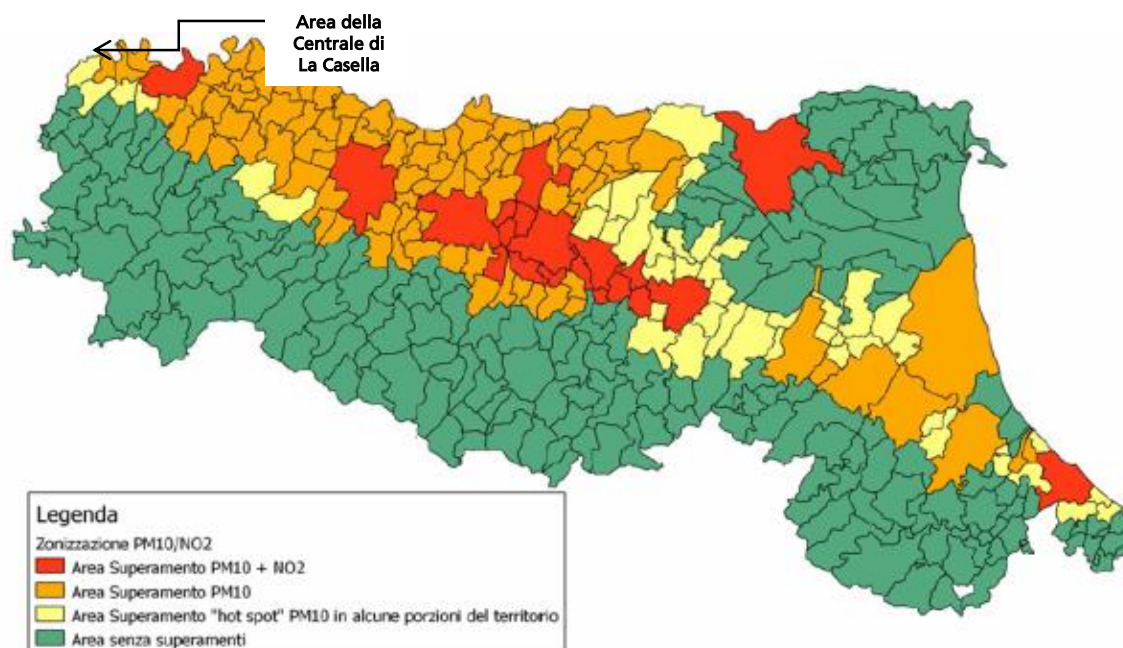 Area della
Centrale di
La Casella
Legenda
Zonizzazione PM10/NO2
Area Superamento PM10 + NO2
Area Superamento PM10
Area Superamento "hot spot" PM10 in alcune porzioni del territorio
Area senza superamenti